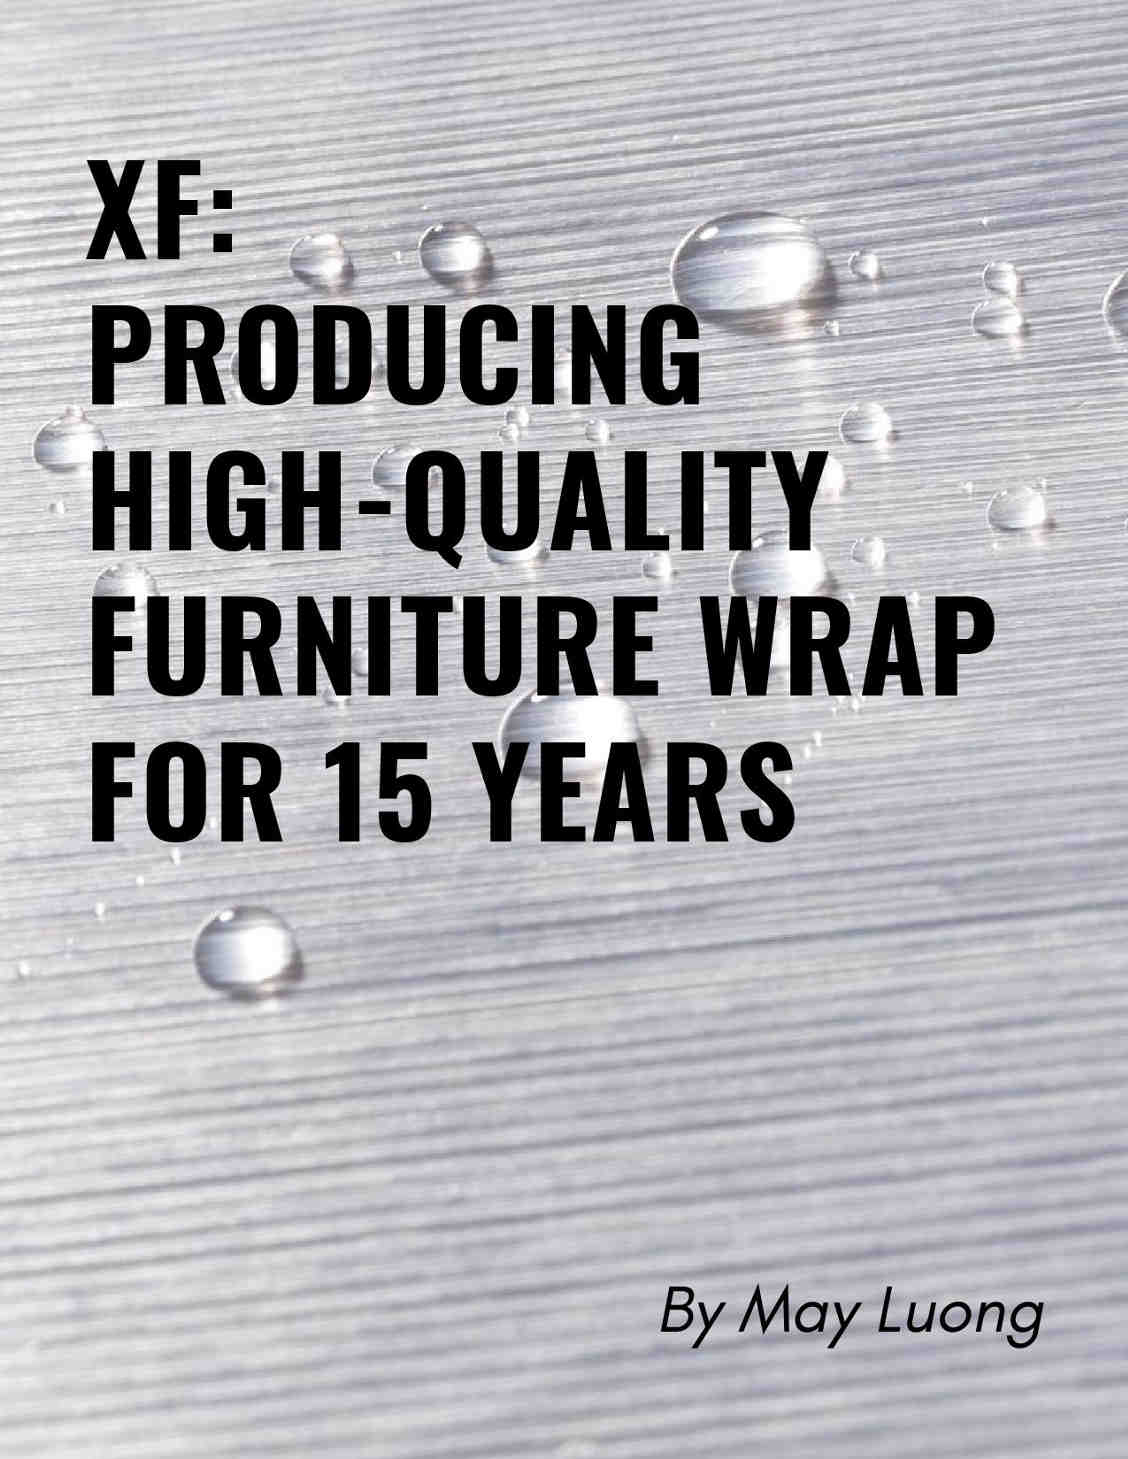 XF:
PRODUCING
HIGH-QUALITY
FURNITURE WRAP
FOR 15 YEARS
By May Luong